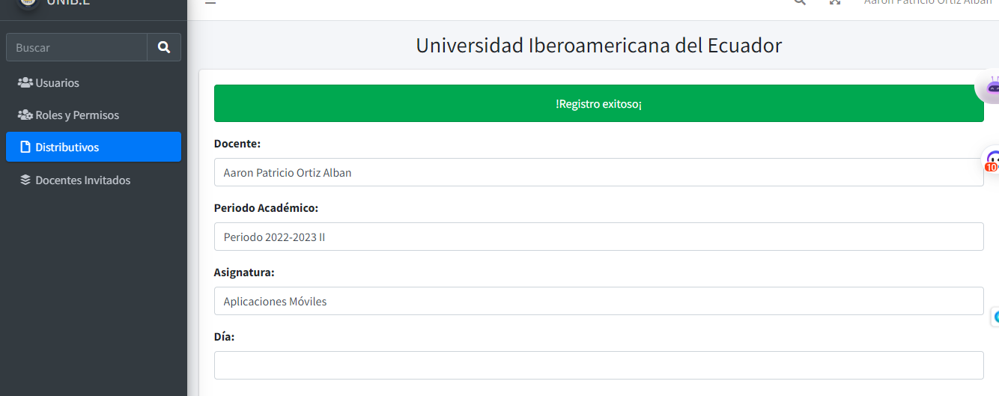 UNIB.E
Aaron Patricio Ortiz Alban
Buscar
Usuarios
Roles y Permisos
Distributivos
Docentes Invitados
Universidad Iberoamericana del Ecuador
!Registro exitoso¡
Docente:
Aaron Patricio Ortiz Alban
Periodo Académico:
Periodo 2022-2023 II
Asignatura:
Aplicaciones Móviles
Día:
10